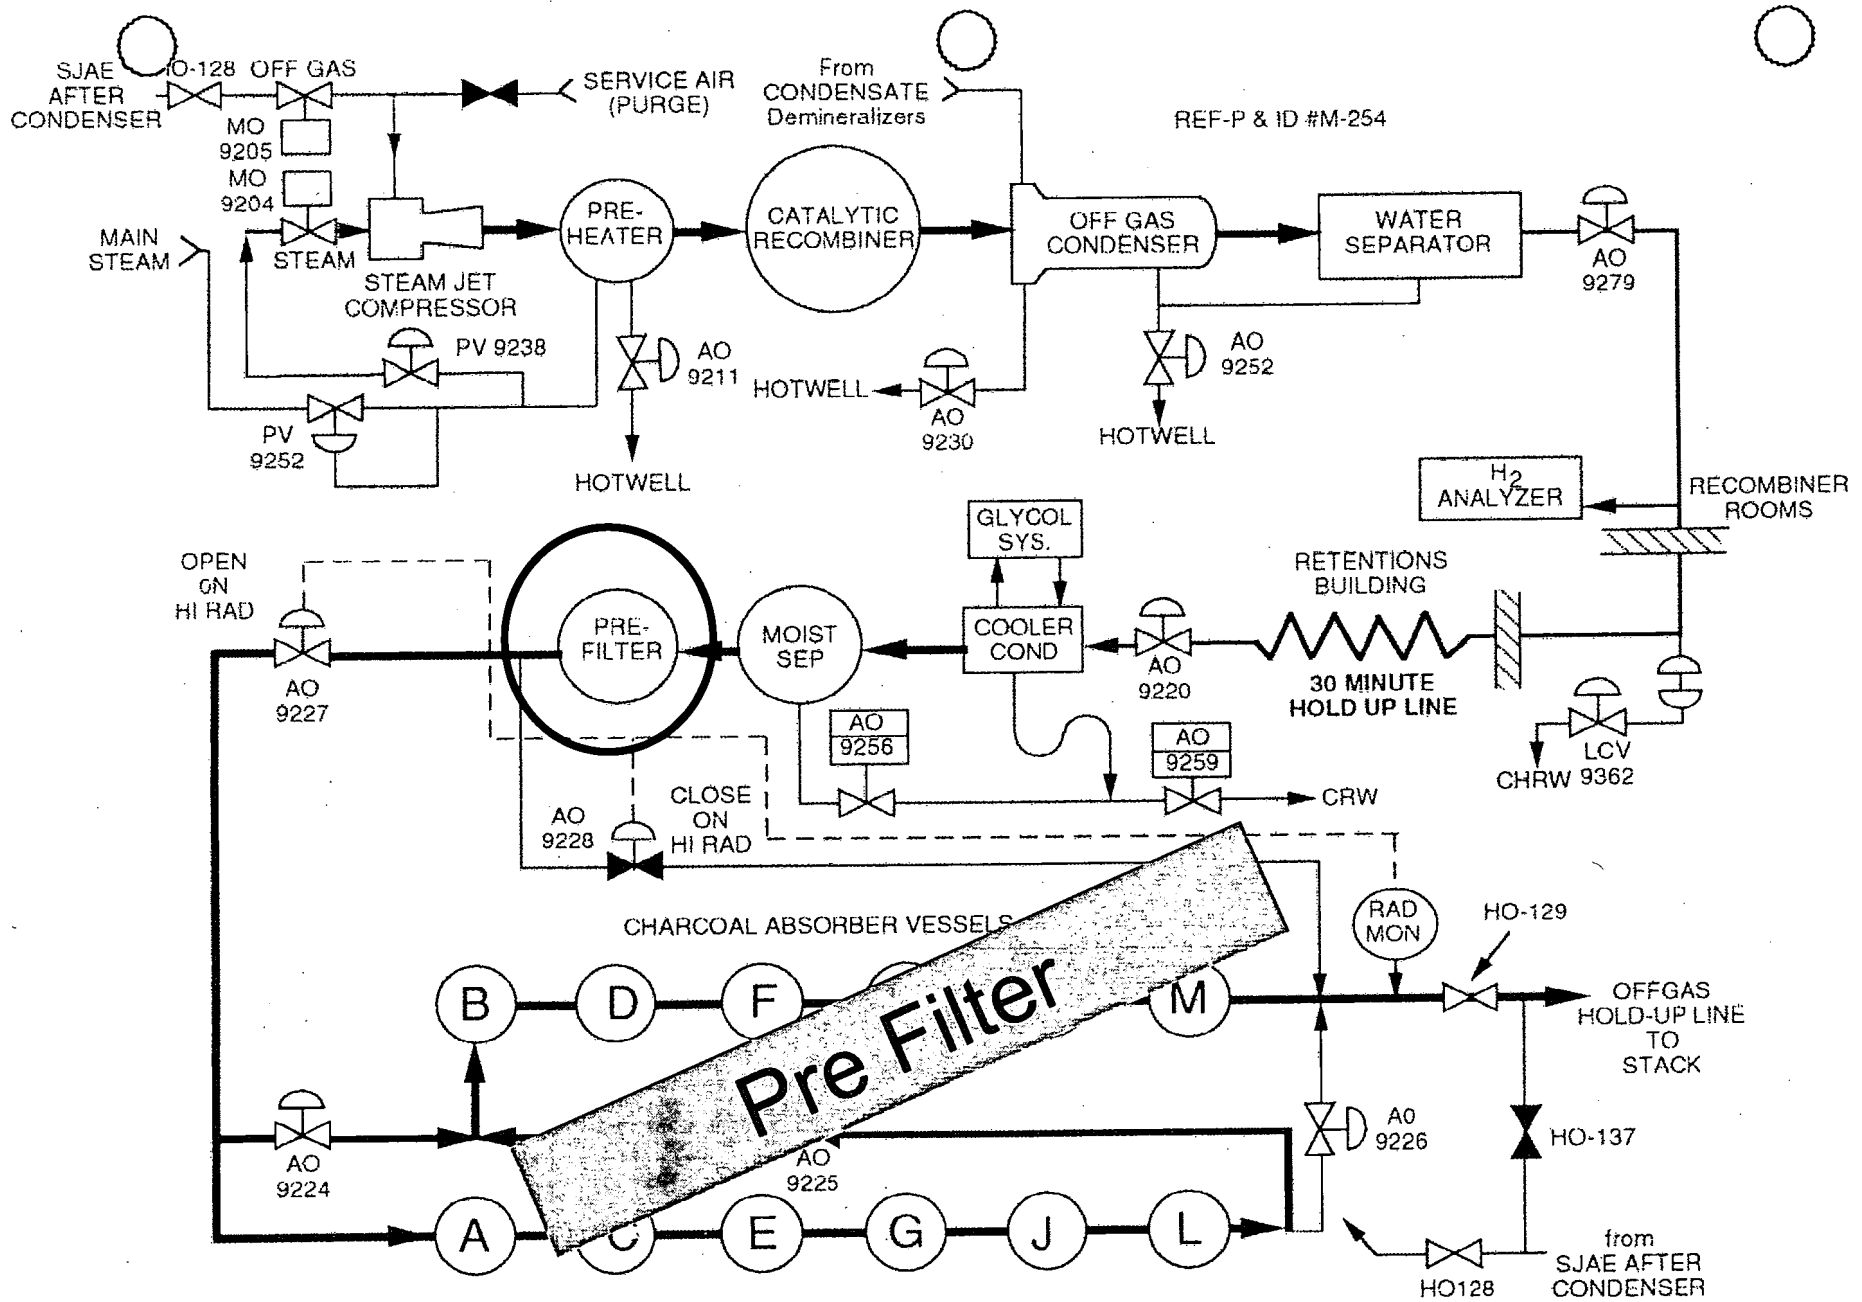 SJAE
AFTER
CONDENSER
IO-128
OFF GAS
MO
9205
MO
9204
SERVICE AIR
(PURGE)
From
CONDENSATE
Demineralizers
REF-P & ID #M-254
MAIN
STEAM
STEAM
STEAM JET
COMPRESSOR
PRE-
HEATER
CATALYTIC
RECOMBINER
OFF GAS
CONDENSER
WATER
SEPARATOR
AO
9279
PV 9238
PV
9252
AO
9211
HOTWELL
HOTWELL
AO
9230
AO
9252
HOTWELL
H2
ANALYZER
RECOMBINER
ROOMS
OPEN
ON
HI RAD
AO
9227
PRE-
FILTER
MOIST
SEP
GLYCOL
SYS.
COOLER
COND
AO
9220
RETENTIONS
BUILDING
30 MINUTE
HOLD UP LINE
CHRW
LCV
9362
AO
9256
AO
9259
CRW
AO
9228
CLOSE
ON
HI RAD
CHARCOAL ABSORBER VESSELS
RAD
MON
HO-129
B
D
F
M
OFFGAS
HOLD-UP LINE
TO
STACK
Pre Filter
AO
9224
AO
9225
AO
9226
HO-137
A
C
E
G
J
L
HO128
from
SJAE AFTER
CONDENSER